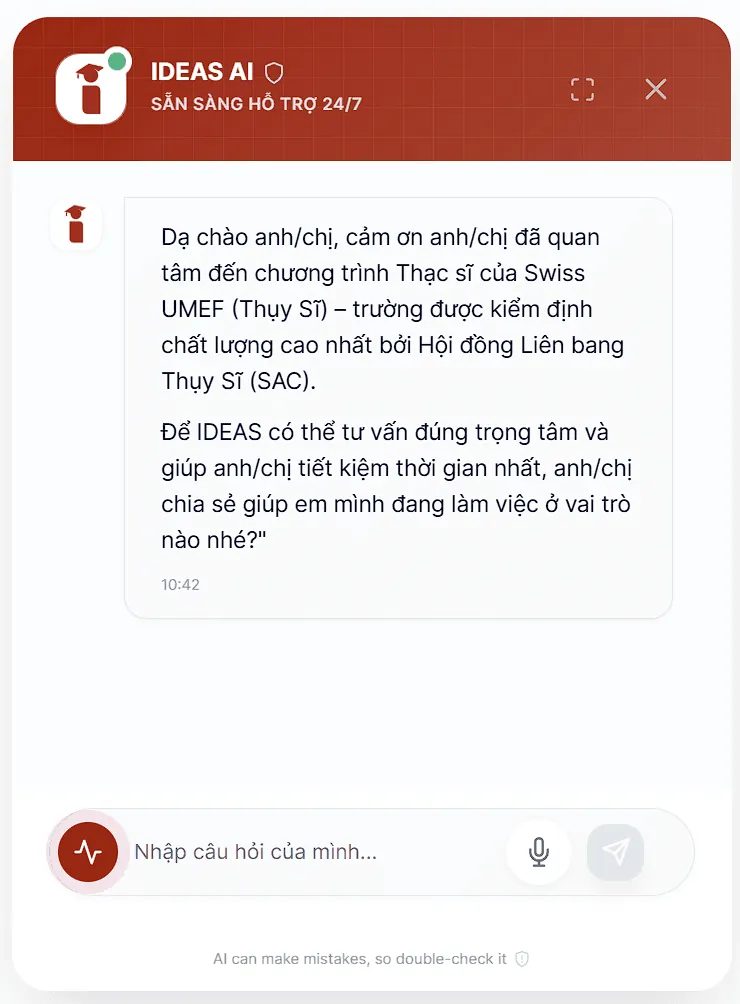 IDEAS AI
SẴN SÀNG HỖ TRỢ 24/7
Dạ chào anh/chị, cảm ơn anh/chị đã quan
tâm đến chương trình Thạc sĩ của Swiss
UMEF (Thụy Sĩ) – trường được kiểm định
chất lượng cao nhất bởi Hội đồng Liên bang
Thụy Sĩ (SAC).
Để IDEAS có thể tư vấn đúng trọng tâm và
giúp anh/chị tiết kiệm thời gian nhất, anh/chị
chia sẻ giúp em mình đang làm việc ở vai trò
nào nhé?"
10:42
Nhập câu hỏi của mình...
AI can make mistakes, so double-check it